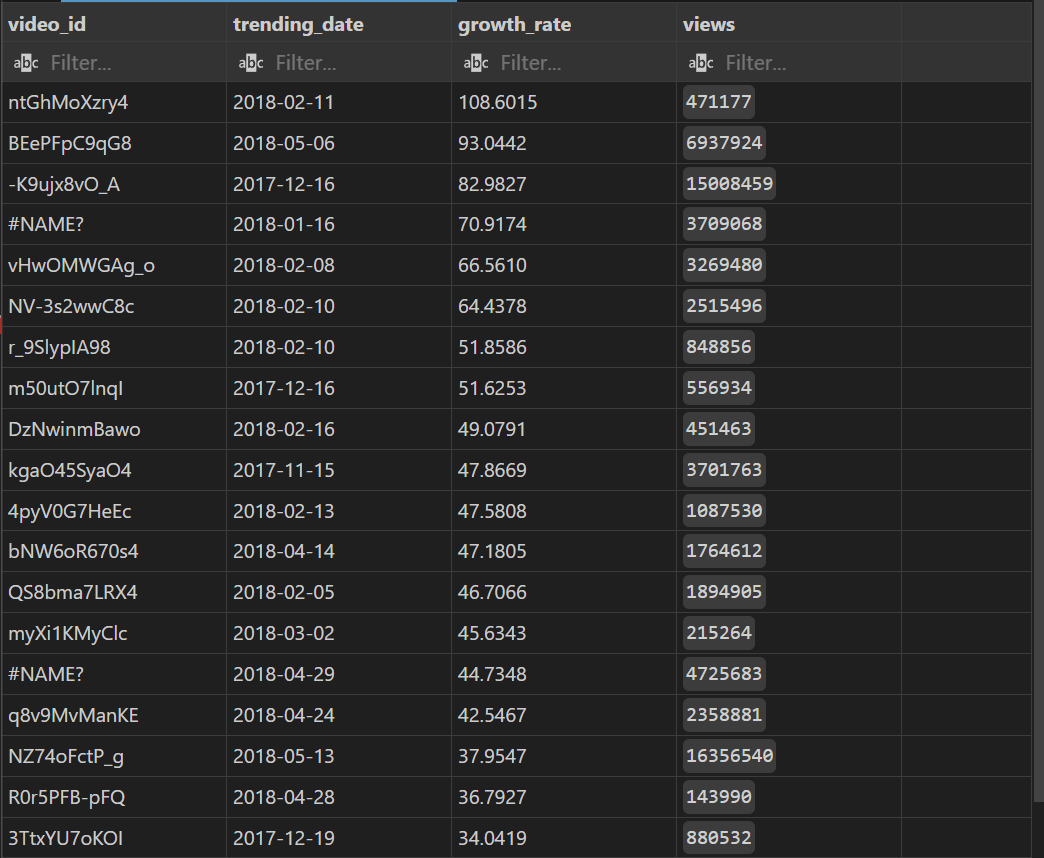 video_id trending_date growth_rate views
abc Filter... abc Filter... abc Filter... abc Filter...
ntGhMoXzry4 2018-02-11 108.6015 471177
BEePFpC9qG8 2018-05-06 93.0442 6937924
-K9ujx8vO_A 2017-12-16 82.9827 15008459
#NAME? 2018-01-16 70.9174 3709068
vHwOMWGAg_o 2018-02-08 66.5610 3269480
NV-3s2wwC8c 2018-02-10 64.4378 2515496
r_9SlypIA98 2018-02-10 51.8586 848856
m50utO7lnqI 2017-12-16 51.6253 556934
DzNwinmBawo 2018-02-16 49.0791 451463
kgaO45SyaO4 2017-11-15 47.8669 3701763
4pyV0G7HeEc 2018-02-13 47.5808 1087530
bNW6oR670s4 2018-04-14 47.1805 1764612
QS8bma7LRX4 2018-02-05 46.7066 1894905
myXi1KMyClc 2018-03-02 45.6343 215264
#NAME? 2018-04-29 44.7348 4725683
q8v9MvManKE 2018-04-24 42.5467 2358881
NZ74oFctP_g 2018-05-13 37.9547 16356540
R0r5PFB-pFQ 2018-04-28 36.7927 143990
3TtxYU7oKOI 2017-12-19 34.0419 880532